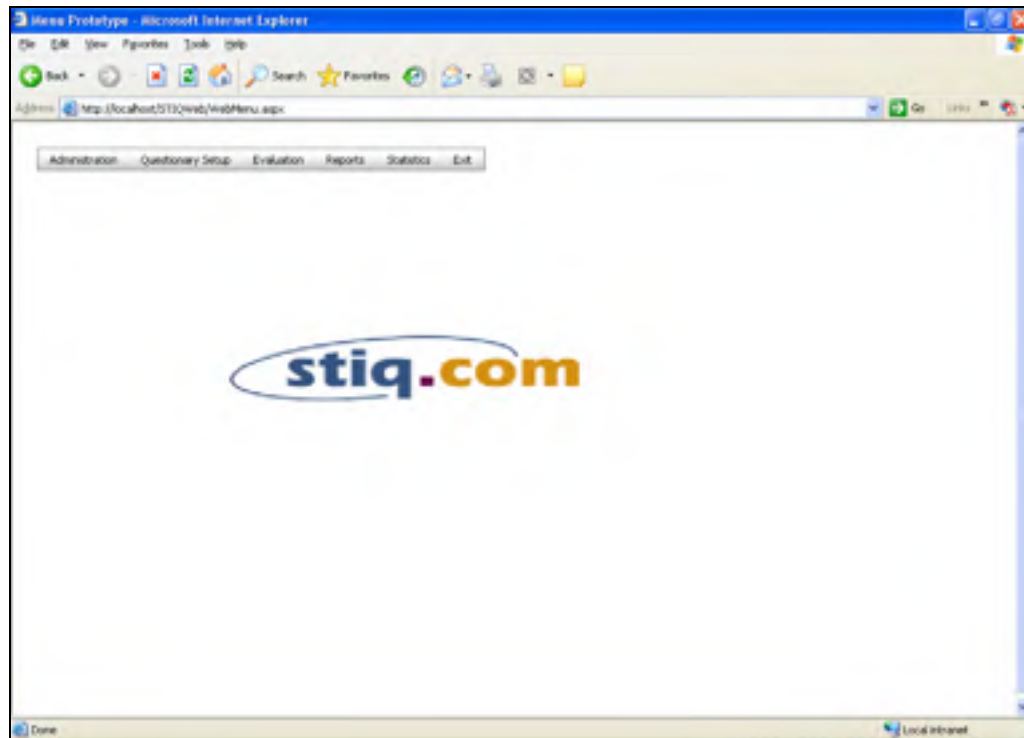 Menu Prototype - Microsoft Internet Explorer
File Edit View Favorites Tools Help
Back Search Favorites
Address http://localhost/STIQWeb/WebMenu.aspx Go Links »
Administration Questionary Setup Evaluation Reports Statistics Exit
stiq.com
Done Local intranet